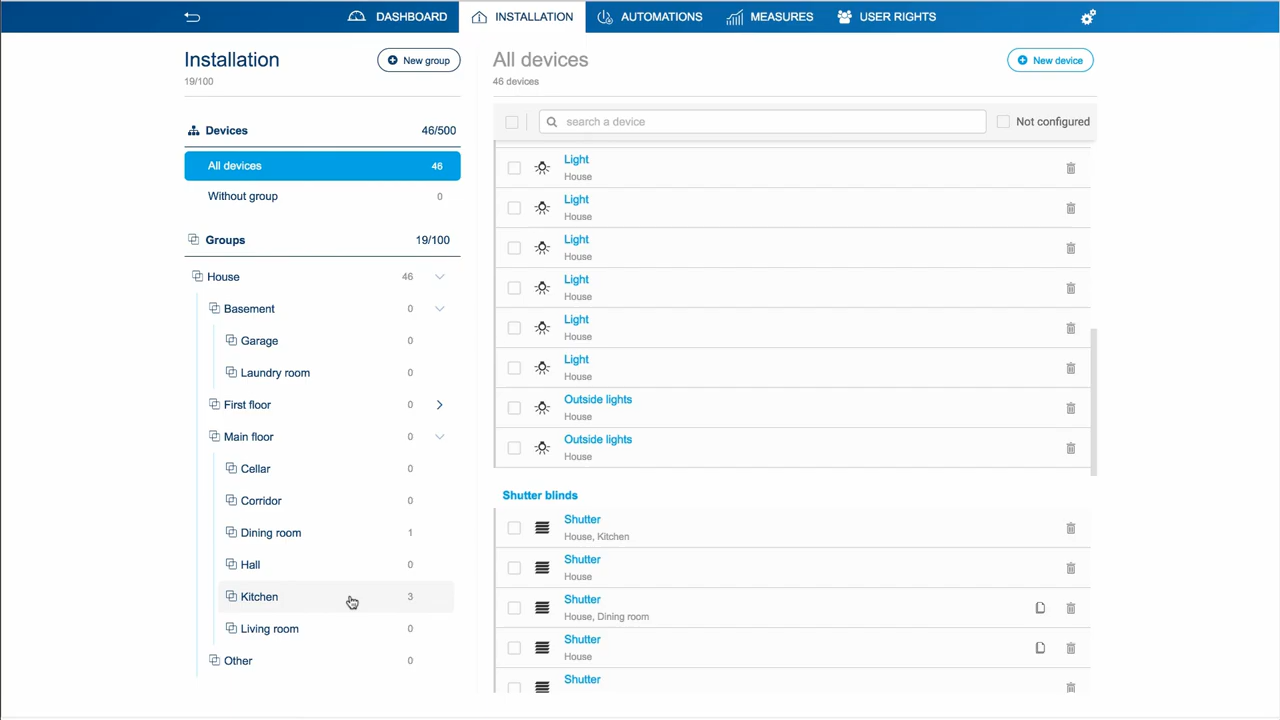 DASHBOARD
INSTALLATION
AUTOMATIONS
MEASURES
USER RIGHTS
Installation
New group
19/100
Devices 46/500
All devices 46
Without group 0
Groups 19/100
House 46
Basement 0
Garage 0
Laundry room 0
First floor 0
Main floor 0
Cellar 0
Corridor 0
Dining room 1
Hall 0
Kitchen 3
Living room 0
Other 0
All devices
New device
46 devices
search a device
Not configured
Light
House
Light
House
Light
House
Light
House
Light
House
Light
House
Outside lights
House
Outside lights
House
Shutter blinds
Shutter
House, Kitchen
Shutter
House
Shutter
House, Dining room
Shutter
House
Shutter